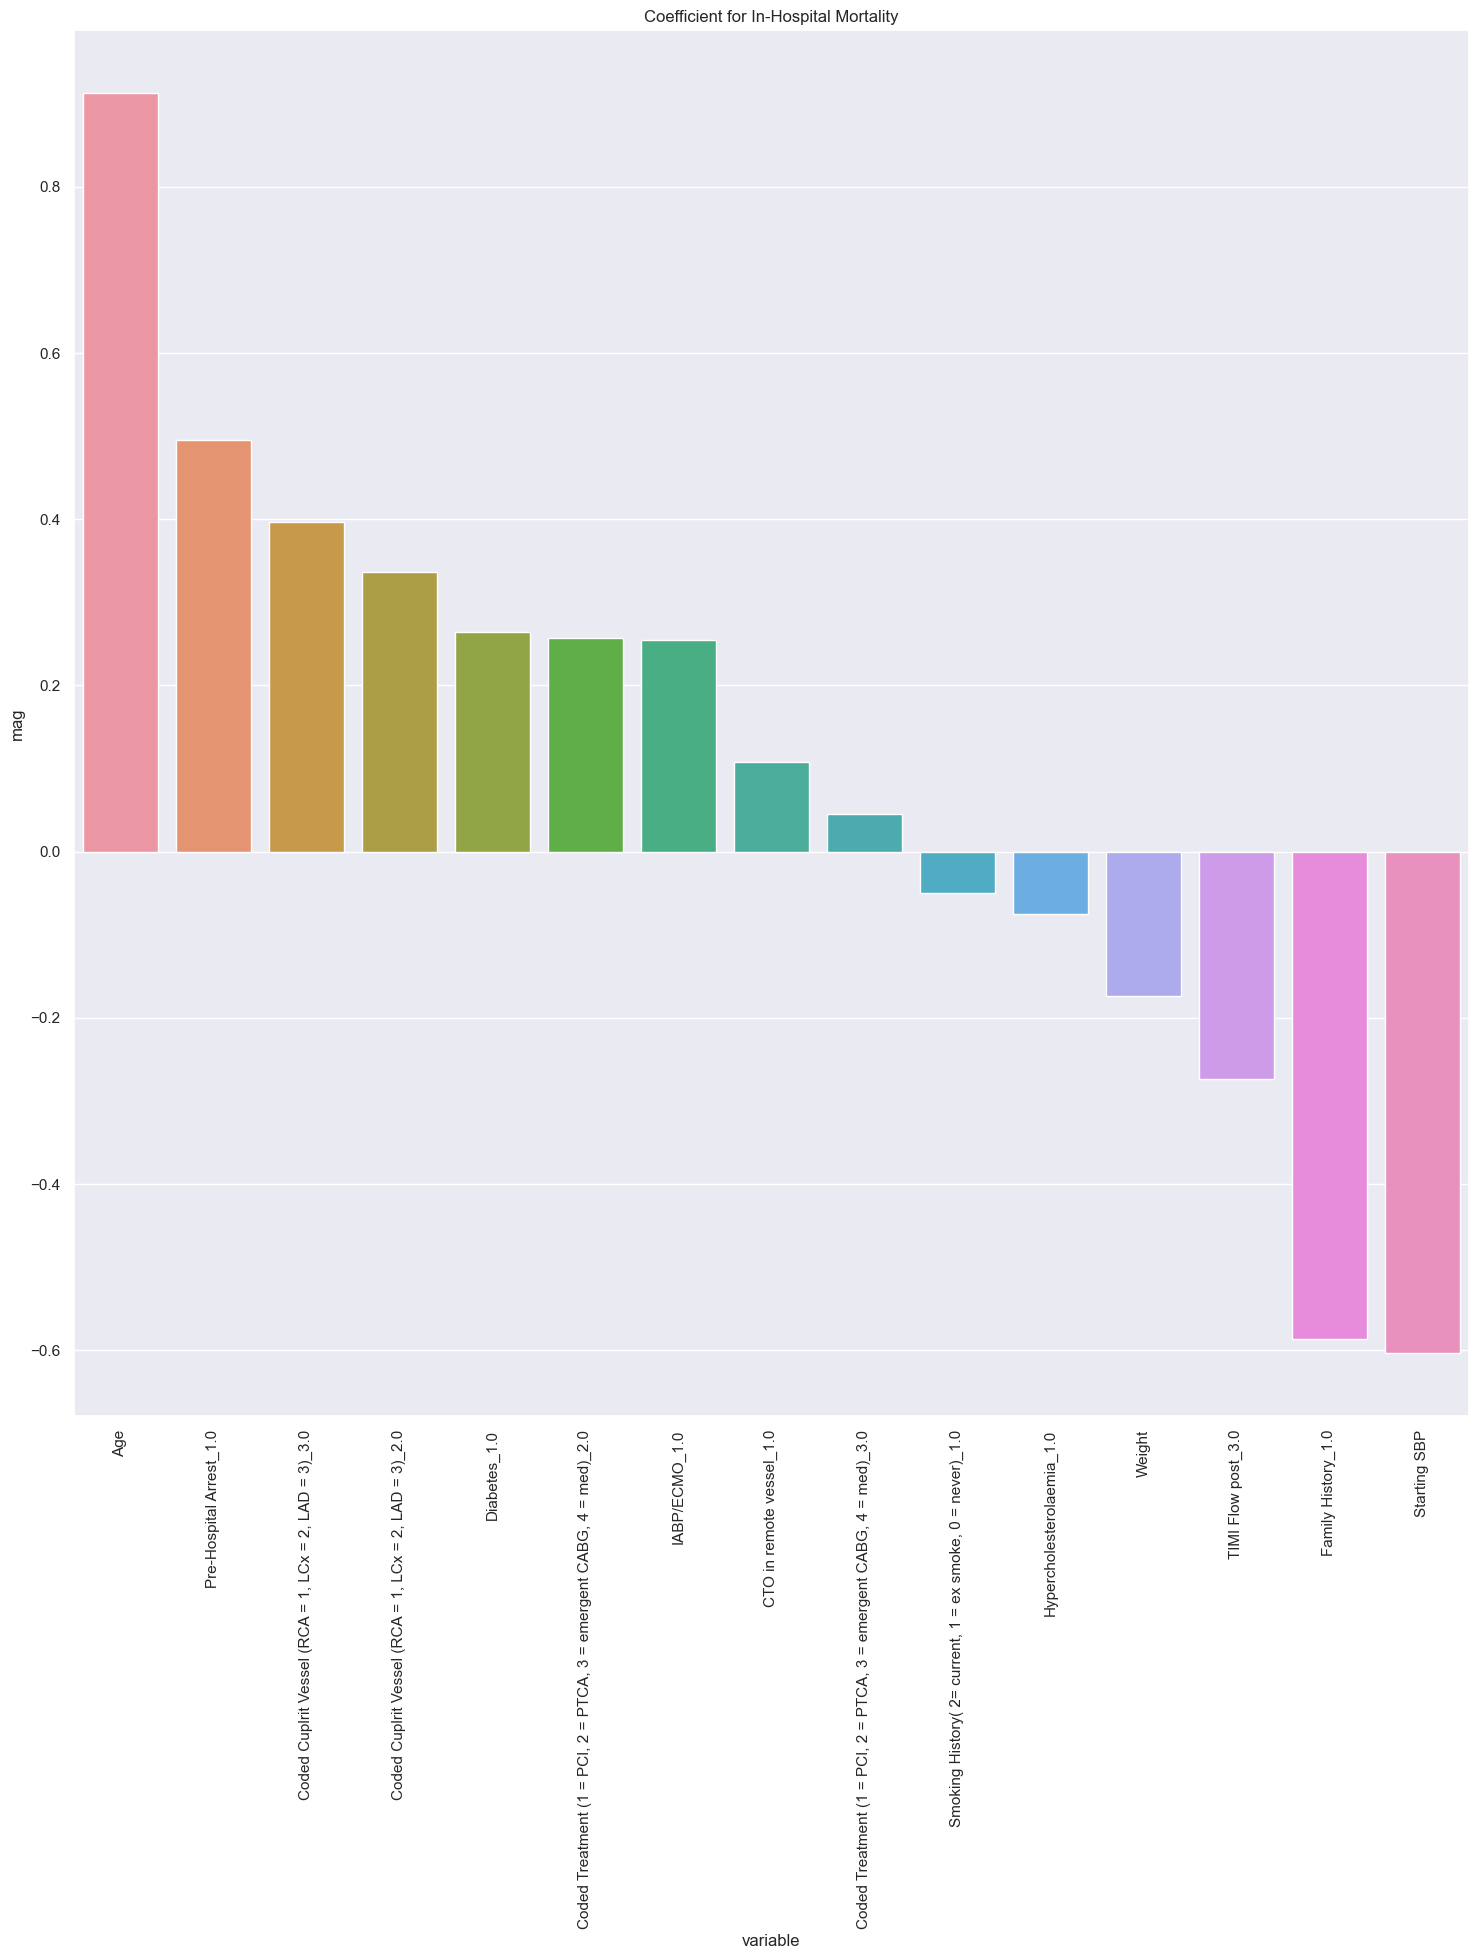 Coefficient for In-Hospital Mortality
mag
0.8
0.6
0.4
0.2
0.0
−0.2
−0.4
−0.6
Age
Pre-Hospital Arrest_1.0
Coded Cuplrit Vessel (RCA = 1, LCx = 2, LAD = 3)_3.0
Coded Cuplrit Vessel (RCA = 1, LCx = 2, LAD = 3)_2.0
Diabetes_1.0
Coded Treatment (1 = PCI, 2 = PTCA, 3 = emergent CABG, 4 = med)_2.0
IABP/ECMO_1.0
CTO in remote vessel_1.0
Coded Treatment (1 = PCI, 2 = PTCA, 3 = emergent CABG, 4 = med)_3.0
Smoking History( 2= current, 1 = ex smoke, 0 = never)_1.0
Hypercholesterolaemia_1.0
Weight
TIMI Flow post_3.0
Family History_1.0
Starting SBP
variable